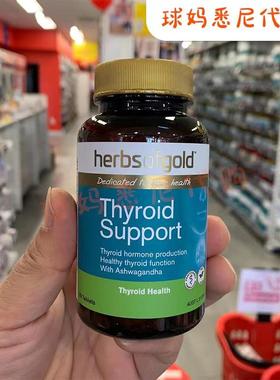 球妈悉尼代
herbsofgold
Dedicated to your health
Thyroid
Support
Thyroid hormone production
Healthy thyroid function
With Ashwagandha
Thyroid Health